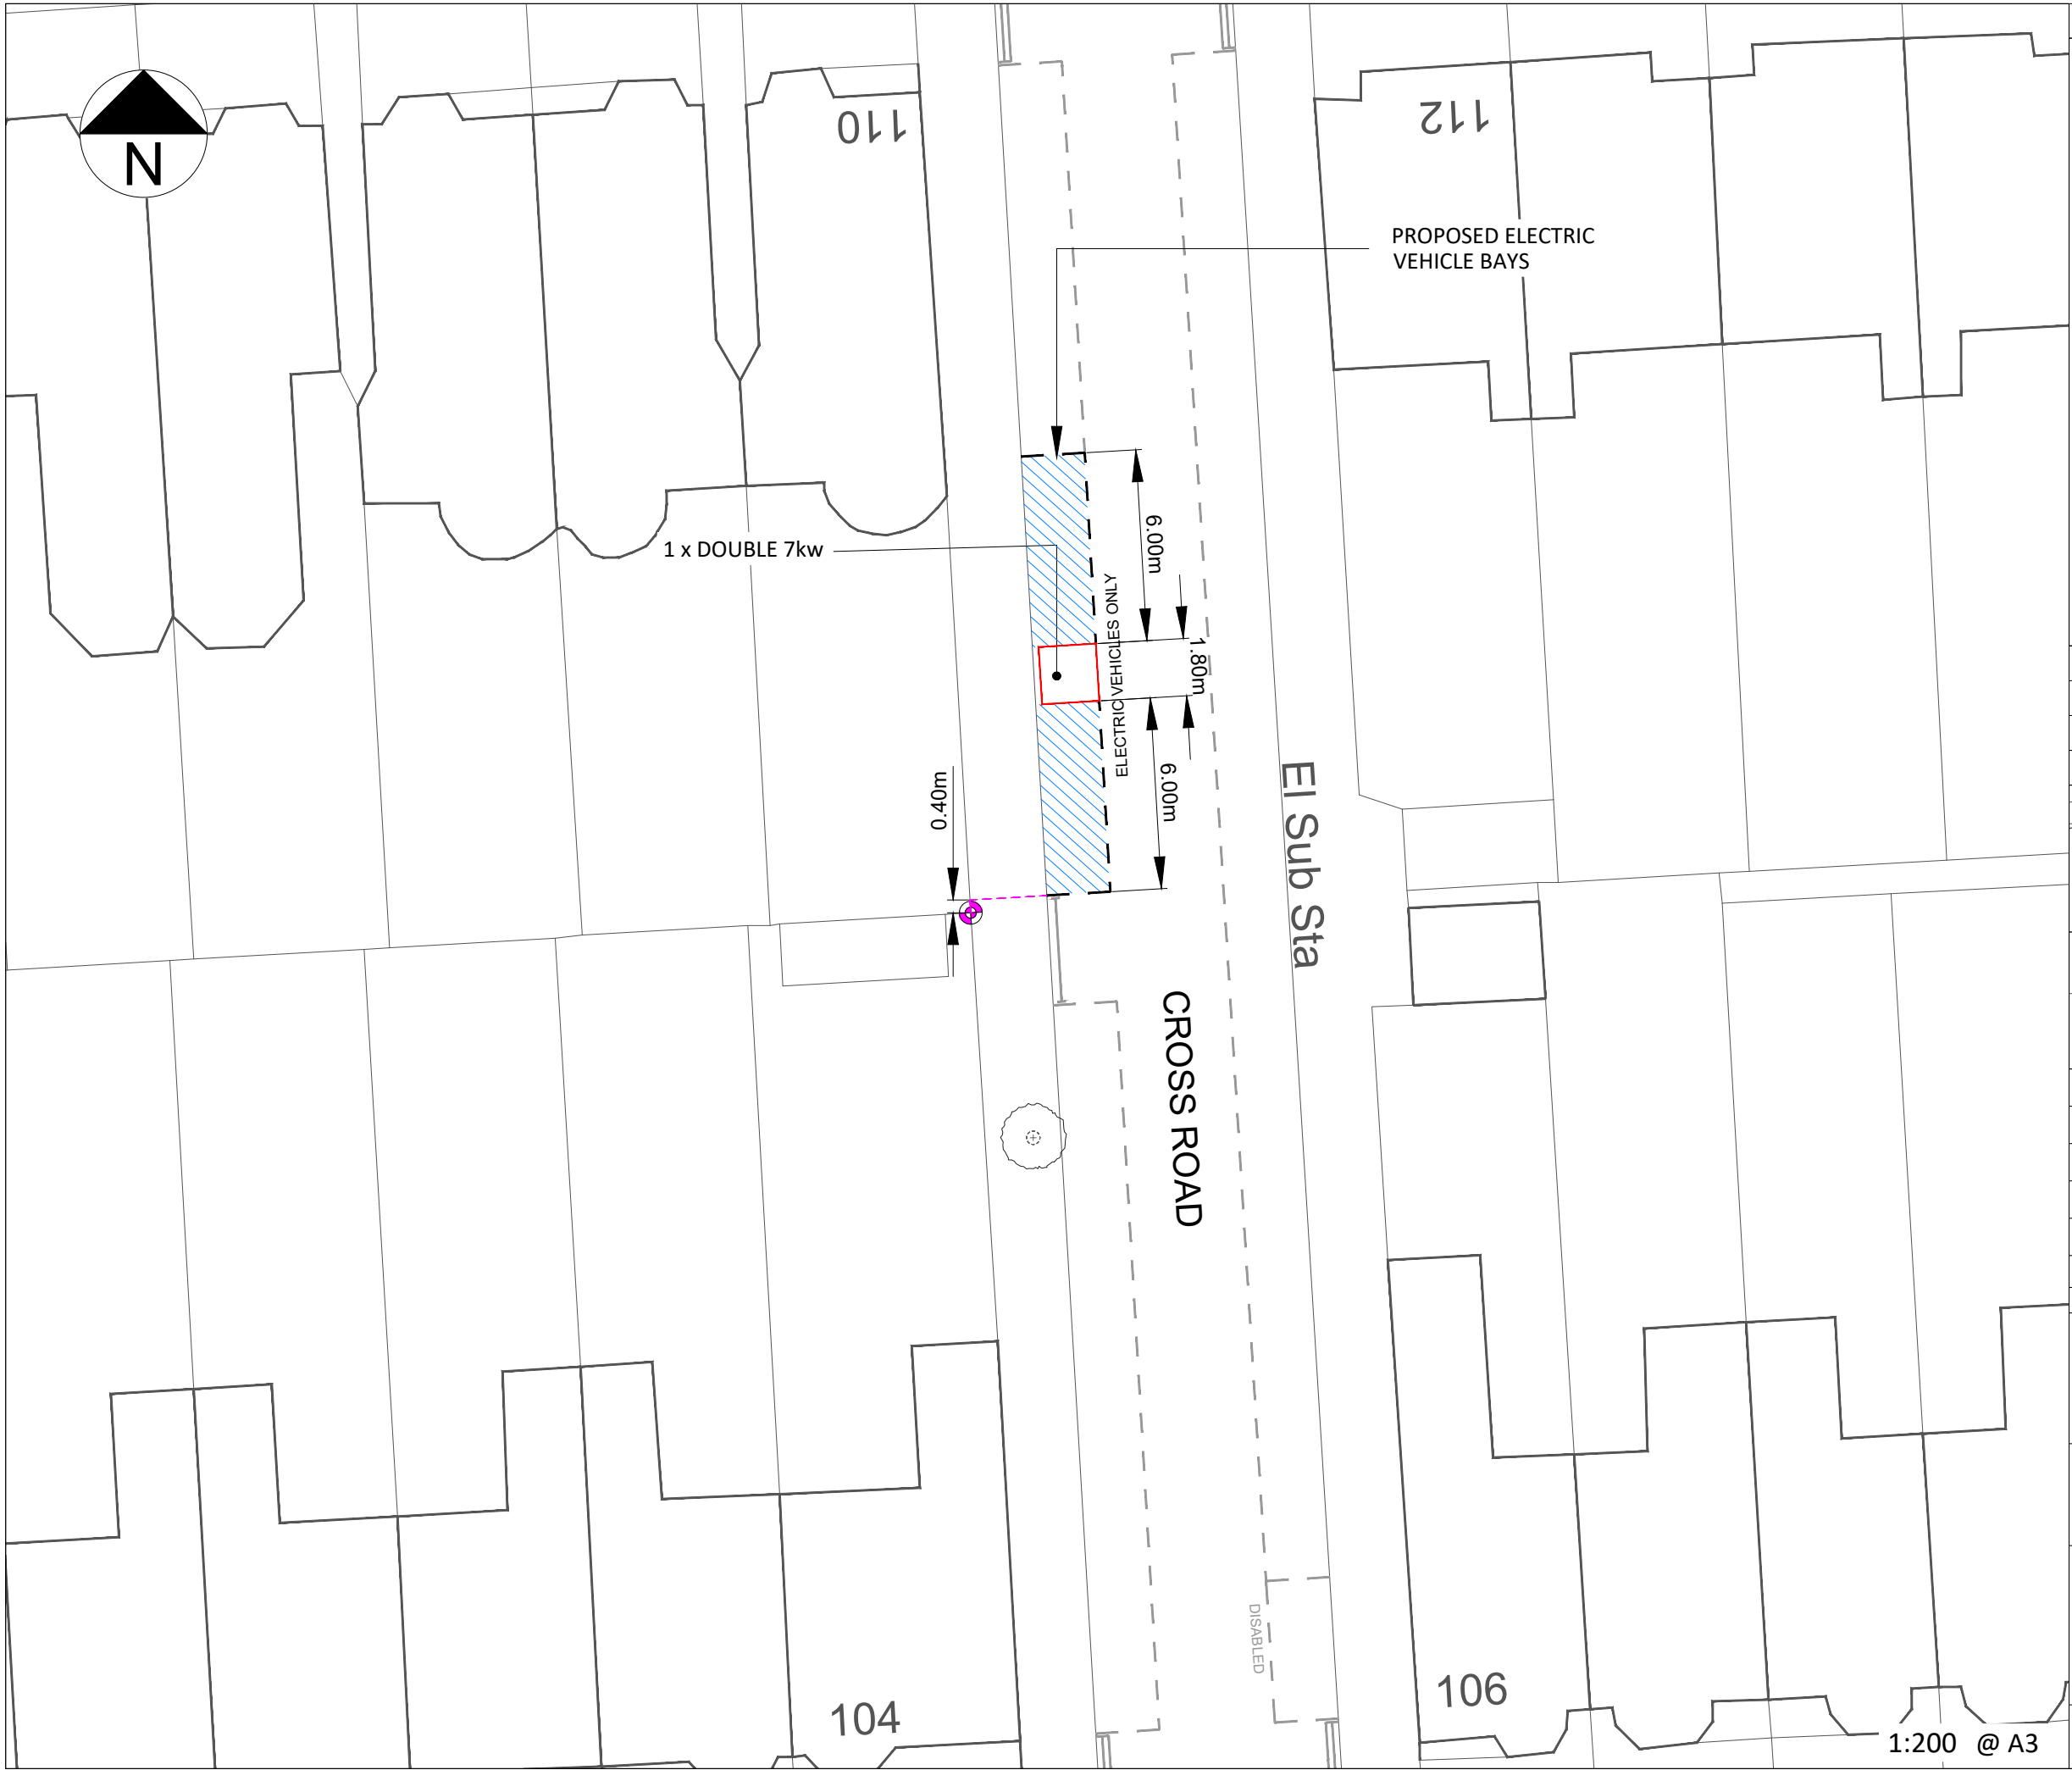 N
110
112
PROPOSED ELECTRIC
VEHICLE BAYS
1 x DOUBLE 7kw
6.00m
ELECTRIC VEHICLES ONLY
1.80m
6.00m
0.40m
El Sub Sta
CROSS ROAD
DISABLED
104
106
1:200 @ A3